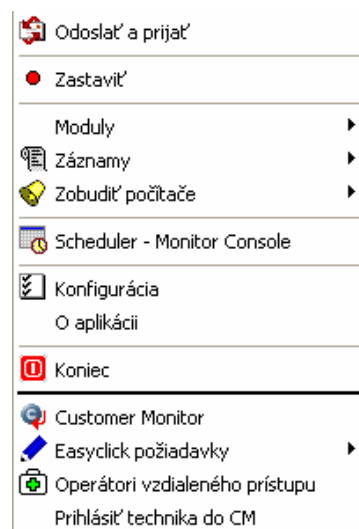 Odoslať a prijať
Zastaviť
Moduly
Záznamy
Zobudiť počítače
Scheduler - Monitor Console
Konfigurácia
O aplikácii
Koniec
Customer Monitor
Easyclick požiadavky
Operátori vzdialeného prístupu
Prihlásiť technika do CM